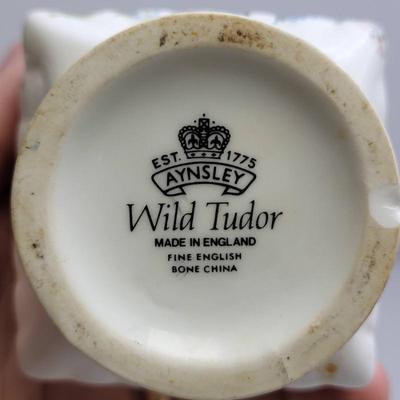 EST. 1775
AYNSLEY
Wild Tudor
MADE IN ENGLAND
FINE ENGLISH
BONE CHINA